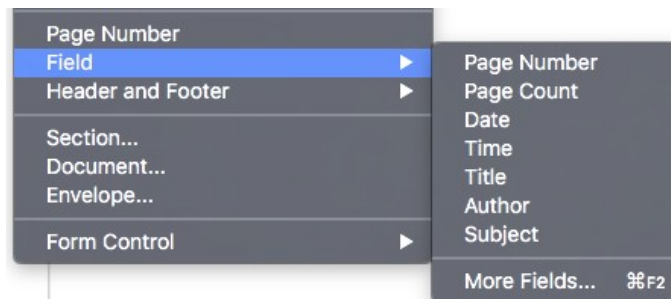 Page Number
Field
Header and Footer
Section...
Document...
Envelope...
Form Control
Page Number
Page Count
Date
Time
Title
Author
Subject
More Fields... ⌘F2